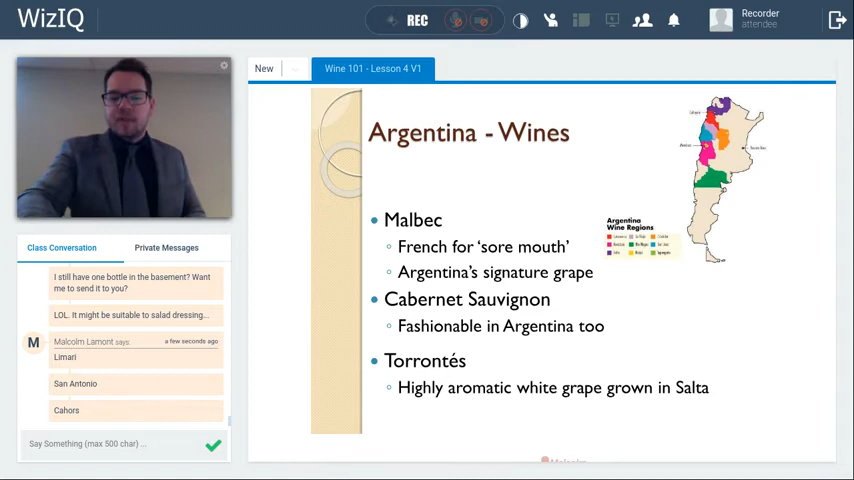 WizIQ
REC
Recorder
attendee
New
Wine 101 - Lesson 4 V1
Argentina - Wines
Malbec
French for ‘sore mouth’
Argentina’s signature grape
Cabernet Sauvignon
Fashionable in Argentina too
Torrontés
Highly aromatic white grape grown in Salta
Argentina
Wine Regions
Class Conversation
Private Messages
I still have one bottle in the basement? Want
me to send it to you?
LOL. It might be suitable to salad dressing...
M
Malcolm Lamont says:
a few seconds ago
Limari
San Antonio
Cahors
Say Something (max 500 char) ...
Malcolm